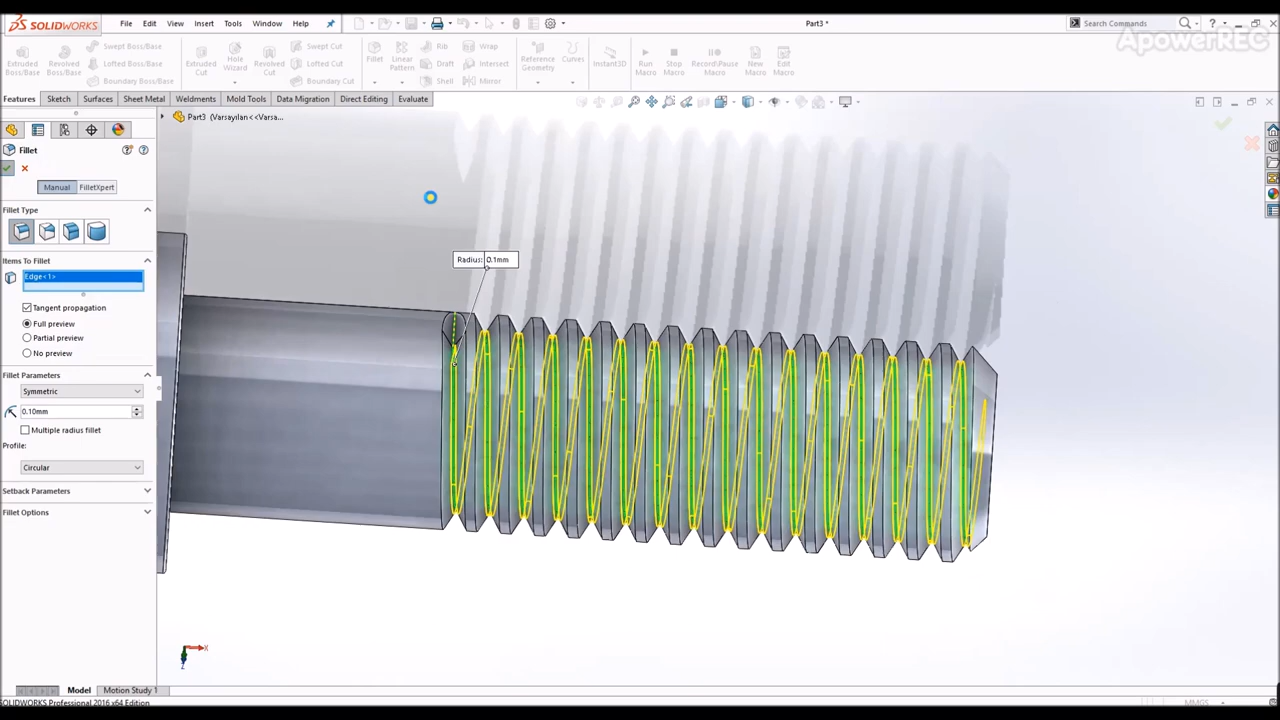 SOLIDWORKS File Edit View Insert Tools Window Help Part3 * Search Commands
ApowerREC
Extruded Boss/Base
Revolved Boss/Base
Swept Boss/Base
Lofted Boss/Base
Boundary Boss/Base
Extruded Cut
Hole Wizard
Revolved Cut
Swept Cut
Lofted Cut
Boundary Cut
Fillet
Linear Pattern
Rib
Draft
Shell
Wrap
Intersect
Mirror
Reference Geometry
Curves
Instant3D
Run Macro
Stop Macro
Record\Pause Macro
New Macro
Edit Macro
Features Sketch Surfaces Sheet Metal Weldments Mold Tools Data Migration Direct Editing Evaluate
Part3 (Varsayılan<<Varsa...
Fillet
Manual FilletXpert
Fillet Type
Items To Fillet
Edge<1>
Tangent propagation
Full preview
Partial preview
No preview
Fillet Parameters
Symmetric
0.10mm
Multiple radius fillet
Profile:
Circular
Setback Parameters
Fillet Options
Radius: 0.1mm
X
Z
Model Motion Study 1
SOLIDWORKS Professional 2016 x64 Edition MMGS